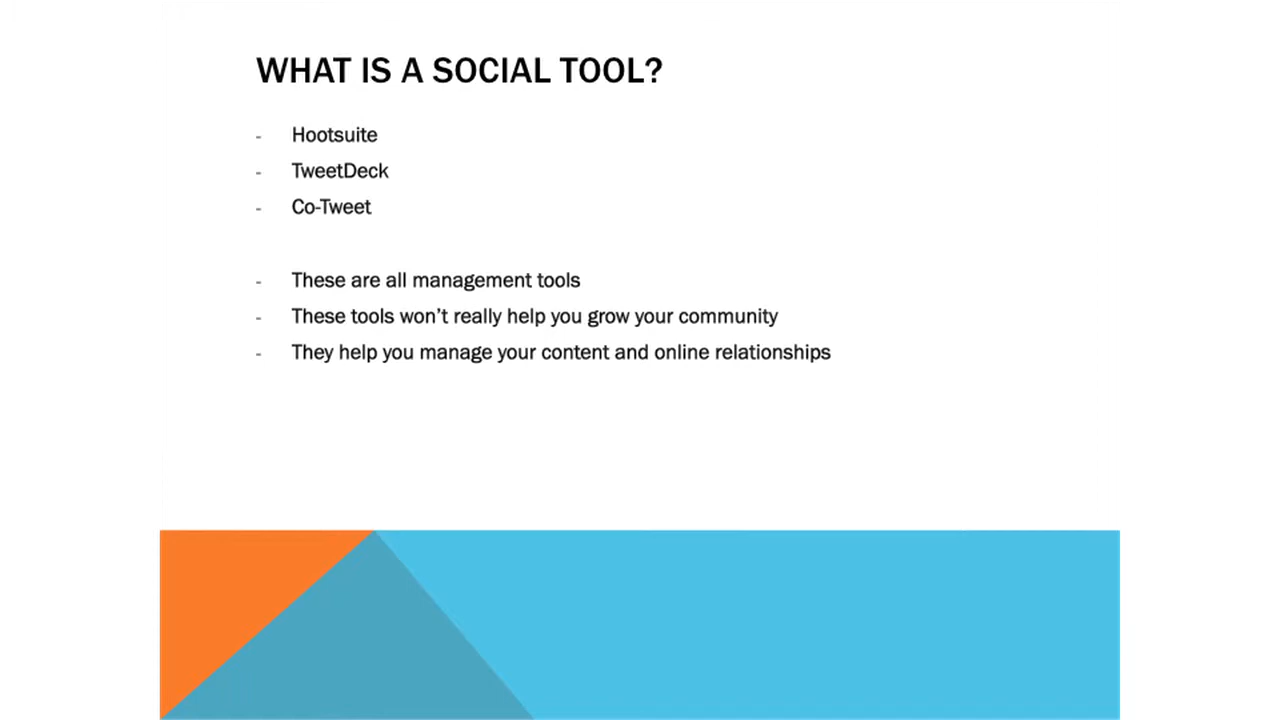 WHAT IS A SOCIAL TOOL?
- Hootsuite
- TweetDeck
- Co-Tweet
- These are all management tools
- These tools won’t really help you grow your community
- They help you manage your content and online relationships